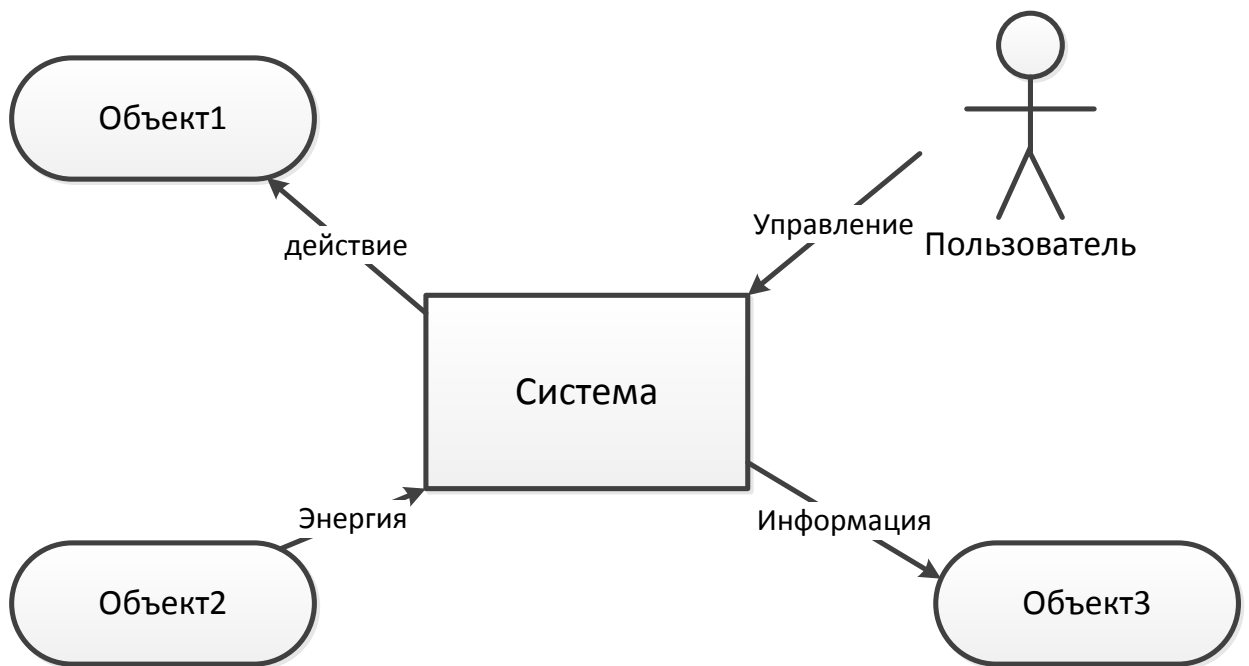 Объект1
действие
Управление
Пользователь
Система
Энергия
Информация
Объект2
Объект3